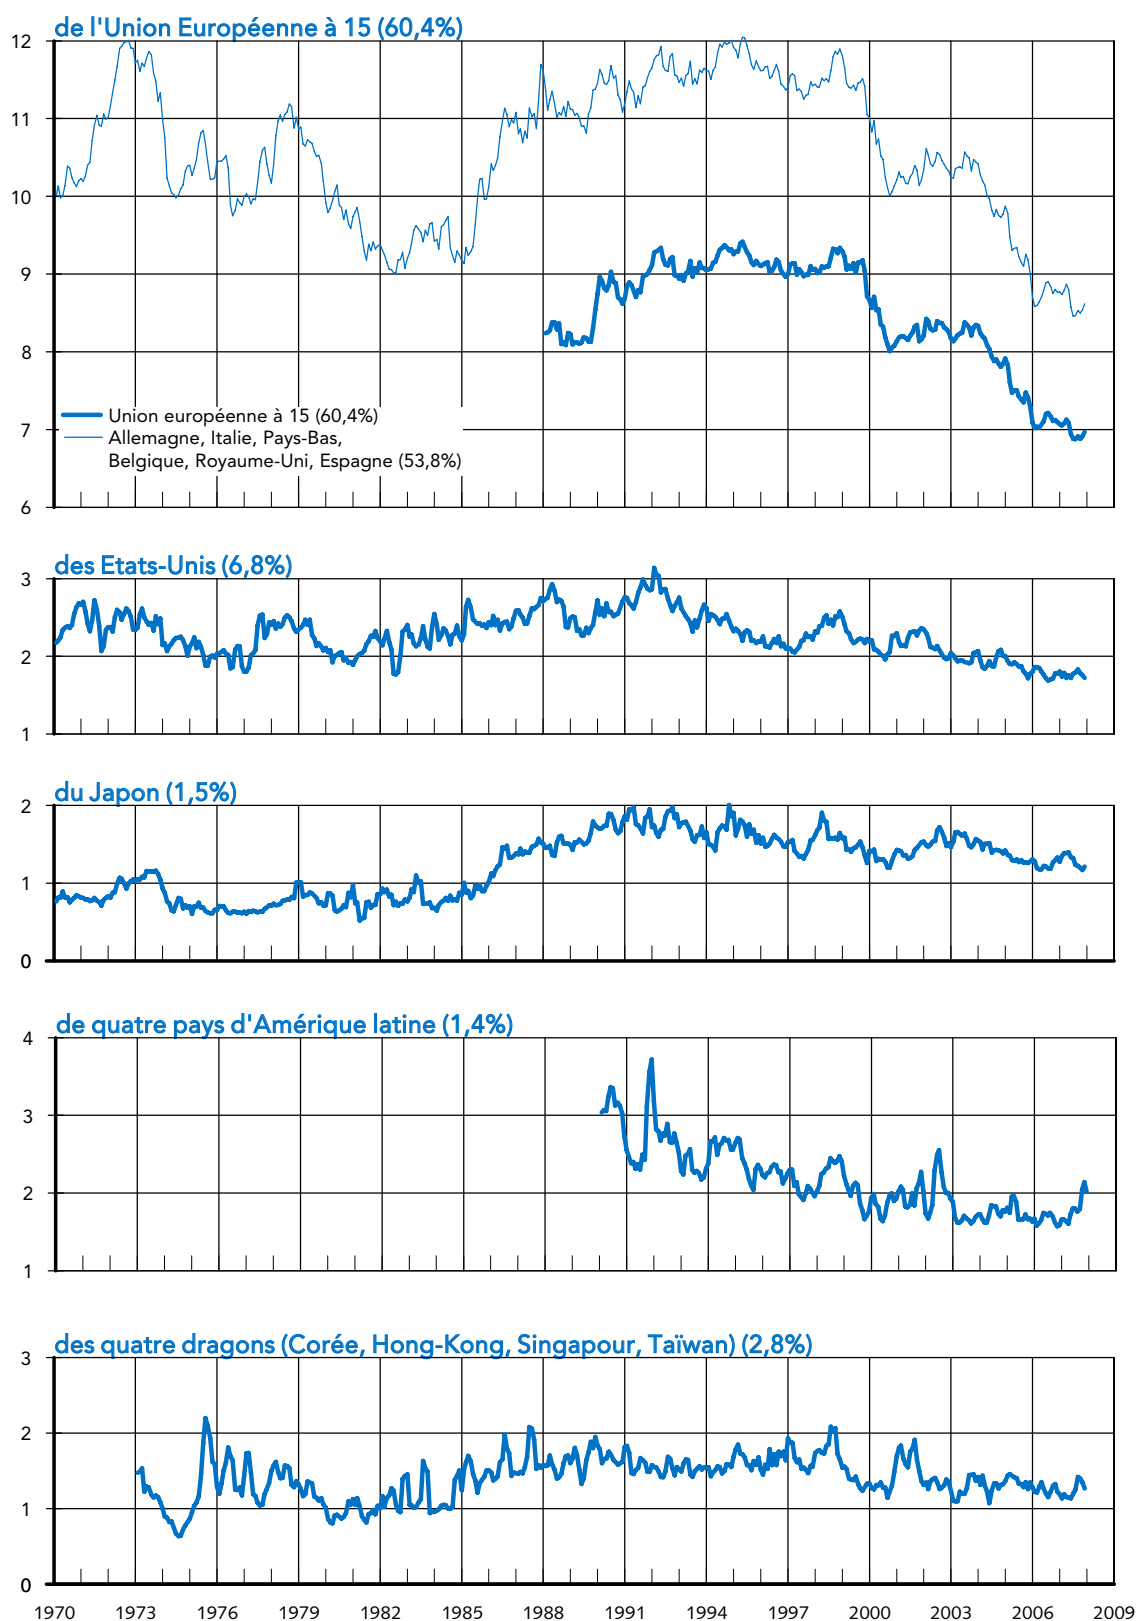 de l'Union Européenne à 15 (60,4%)
12
11
10
9
8
7
6
Union européenne à 15 (60,4%)
Allemagne, Italie, Pays-Bas,
Belgique, Royaume-Uni, Espagne (53,8%)
des Etats-Unis (6,8%)
3
2
1
du Japon (1,5%)
2
1
0
de quatre pays d'Amérique latine (1,4%)
4
3
2
1
des quatre dragons (Corée, Hong-Kong, Singapour, Taïwan) (2,8%)
3
2
1
0
1970 1973 1976 1979 1982 1985 1988 1991 1994 1997 2000 2003 2006 2009